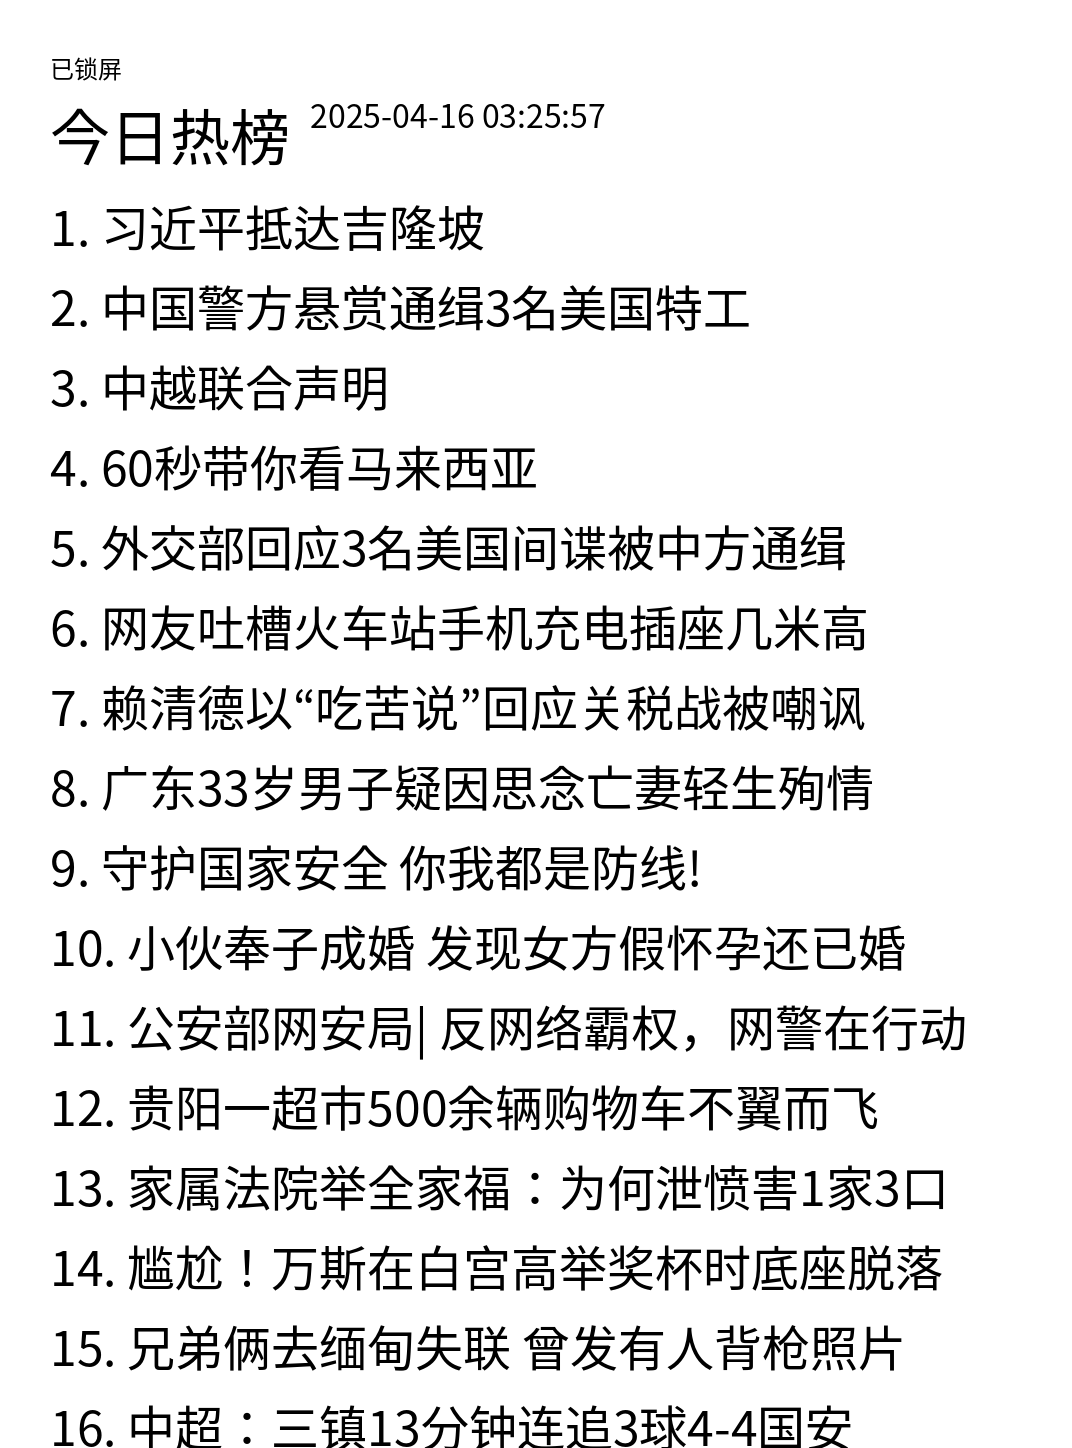 已锁屏
今日热榜 2025-04-16 03:25:57
1. 习近平抵达吉隆坡
2. 中国警方悬赏通缉3名美国特工
3. 中越联合声明
4. 60秒带你看马来西亚
5. 外交部回应3名美国间谍被中方通缉
6. 网友吐槽火车站手机充电插座几米高
7. 赖清德以“吃苦说”回应关税战被嘲讽
8. 广东33岁男子疑因思念亡妻轻生殉情
9. 守护国家安全 你我都是防线!
10. 小伙奉子成婚 发现女方假怀孕还已婚
11. 公安部网安局| 反网络霸权，网警在行动
12. 贵阳一超市500余辆购物车不翼而飞
13. 家属法院举全家福：为何泄愤害1家3口
14. 尴尬！万斯在白宫高举奖杯时底座脱落
15. 兄弟俩去缅甸失联 曾发有人背枪照片
16. 中超：三镇13分钟连追3球4-4国安